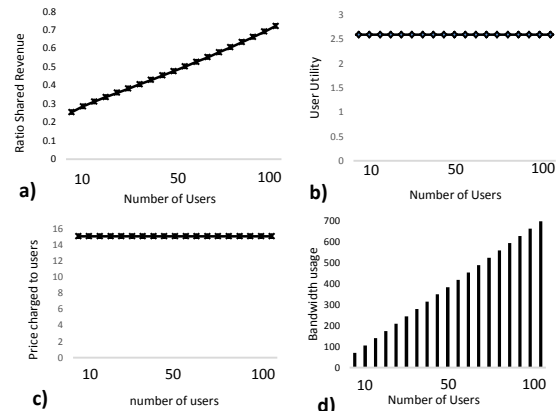 0.8
0.7
0.6
0.5
0.4
0.3
0.2
0.1
0
Ratio Shared Revenue
10 50 100
Number of Users
a)
3
2.5
2
1.5
1
0.5
0
User Utility
10 50 100
Number of Users
b)
16
14
12
10
8
6
4
2
0
Price charged to users
10 50 100
number of users
c)
700
600
500
400
300
200
100
0
Bandwidth usage
10 50 100
Number of Users
d)